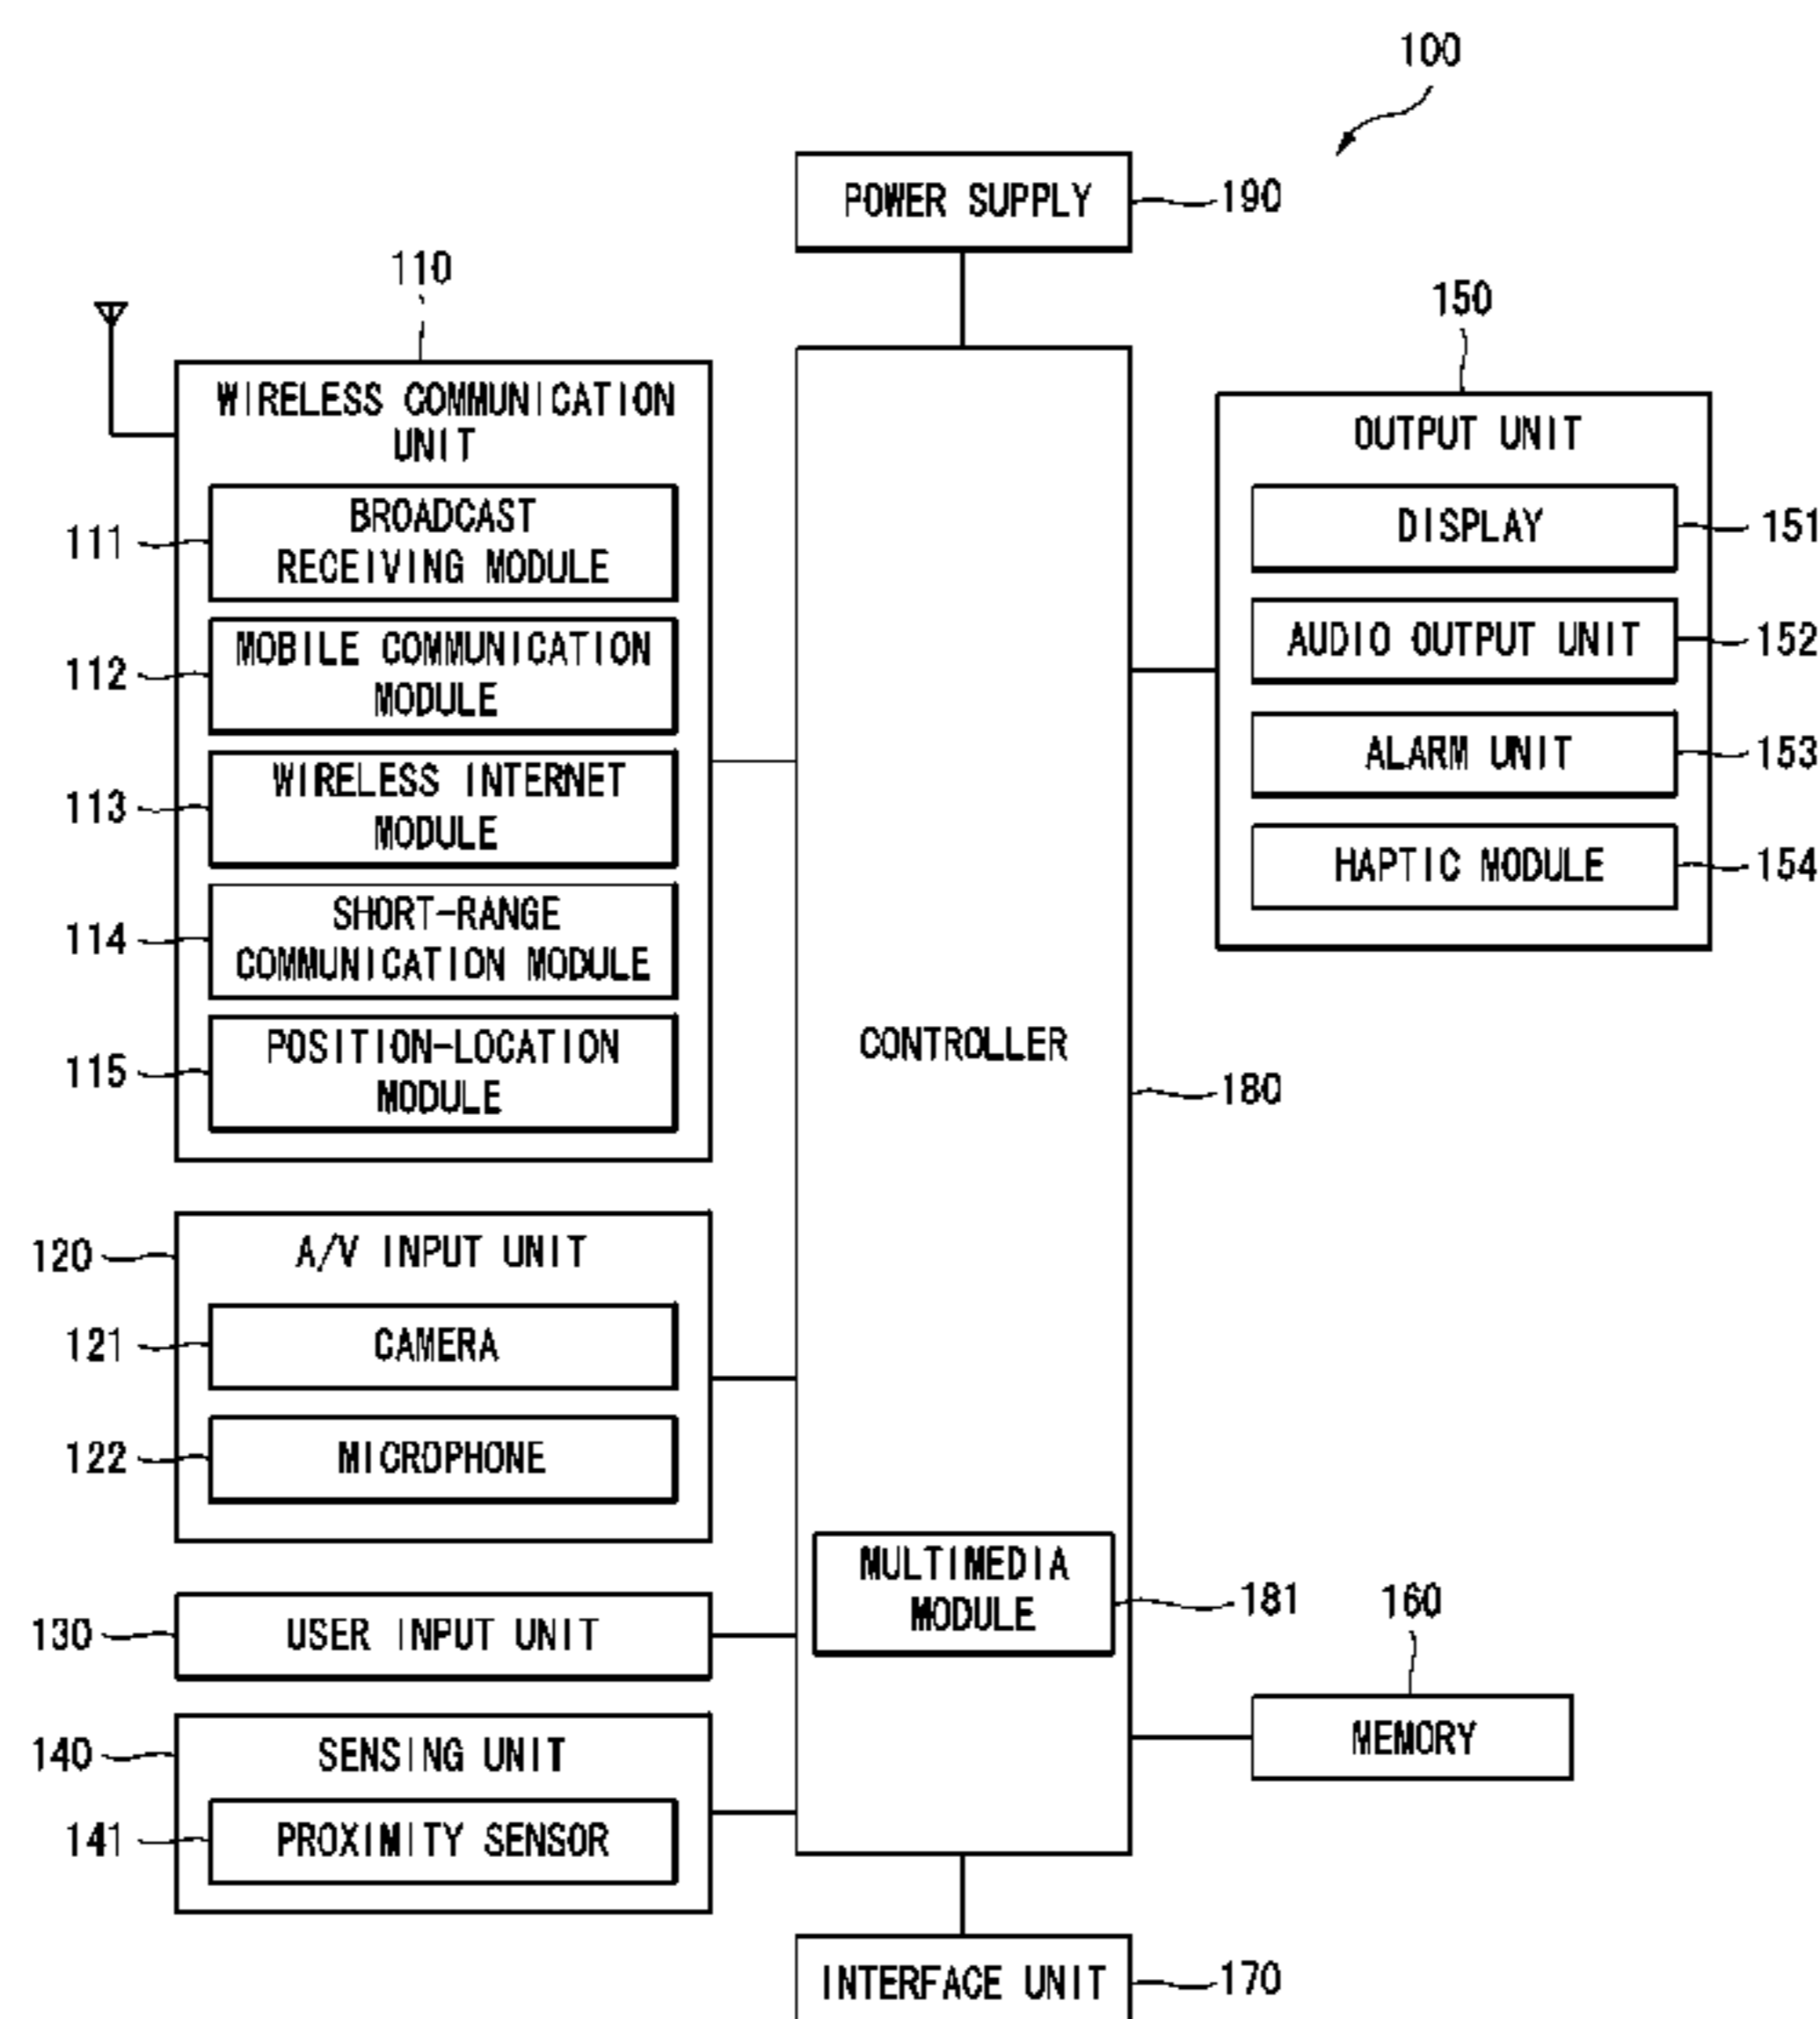 100
POWER SUPPLY
190
110
WIRELESS COMMUNICATION
UNIT
111
BROADCAST
RECEIVING MODULE
112
MOBILE COMMUNICATION
MODULE
113
WIRELESS INTERNET
MODULE
114
SHORT-RANGE
COMMUNICATION MODULE
115
POSITION-LOCATION
MODULE
120
A/V INPUT UNIT
121
CAMERA
122
MICROPHONE
130
USER INPUT UNIT
140
SENSING UNIT
141
PROXIMITY SENSOR
CONTROLLER
180
MULTIMEDIA
MODULE
181
150
OUTPUT UNIT
DISPLAY
151
AUDIO OUTPUT UNIT
152
ALARM UNIT
153
HAPTIC MODULE
154
160
MEMORY
INTERFACE UNIT
170